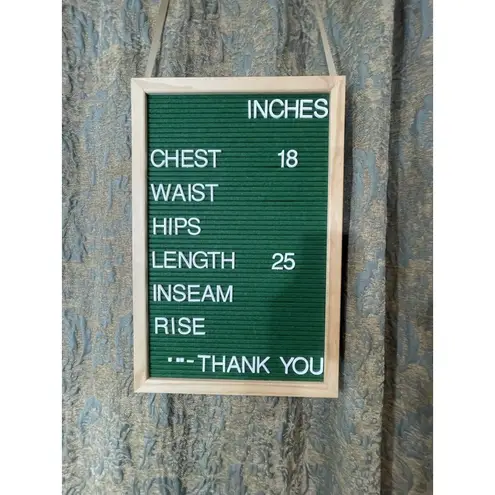 INCHES
CHEST 18
WAIST
HIPS
LENGTH 25
INSEAM
RISE
THANK YOU